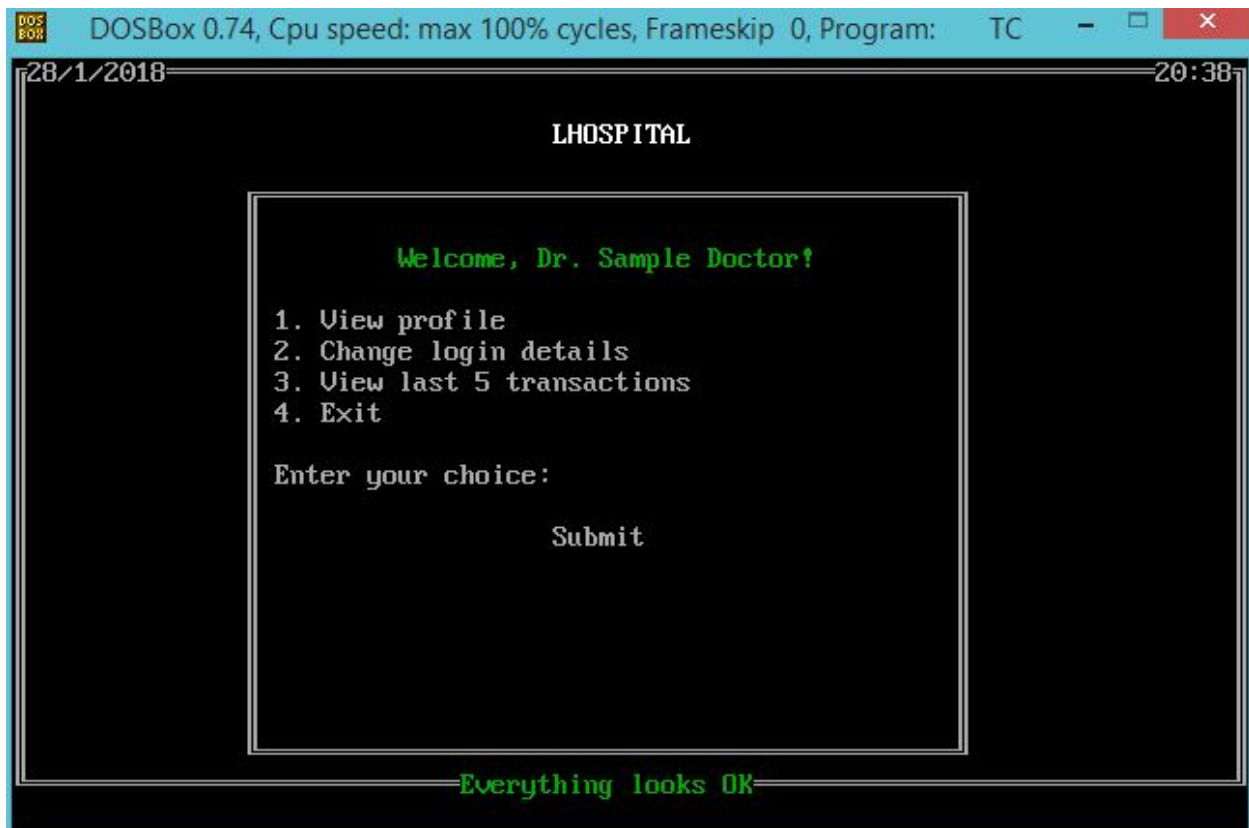 DOS BOX DOSBox 0.74, Cpu speed: max 100% cycles, Frameskip 0, Program: TC
28/1/2018 20:38
LHOSPITAL
Welcome, Dr. Sample Doctor!
1. View profile
2. Change login details
3. View last 5 transactions
4. Exit
Enter your choice:
Submit
Everything looks OK